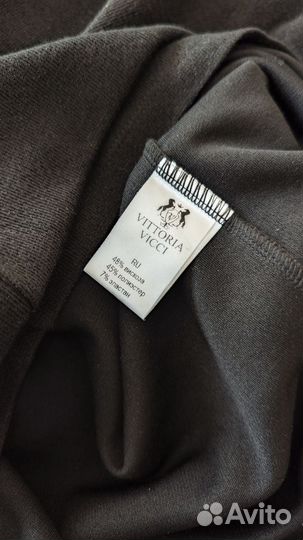 VITTORIA
VICCI
RU
48% вискоза
45% полиэстер
7% эластан
Avito